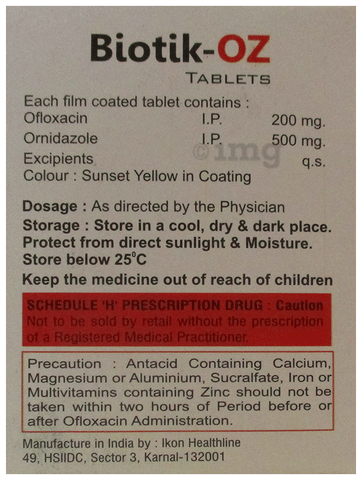 Biotik-OZ
TABLETS
Each film coated tablet contains :
Ofloxacin I.P. 200 mg.
Ornidazole I.P. 500 mg.
Excipients q.s.
Colour : Sunset Yellow in Coating
©img
Dosage : As directed by the Physician
Storage : Store in a cool, dry & dark place.
Protect from direct sunlight & Moisture.
Store below 25°C
Keep the medicine out of reach of children
SCHEDULE 'H' PRESCRIPTION DRUG : Caution
Not to be sold by retail without the prescription
of a Registered Medical Practitioner.
Precaution : Antacid Containing Calcium,
Magnesium or Aluminium, Sucralfate, Iron or
Multivitamins containing Zinc should not be
taken within two hours of Period before or
after Ofloxacin Administration.
Manufacture in India by : Ikon Healthline
49, HSIIDC, Sector 3, Karnal-132001